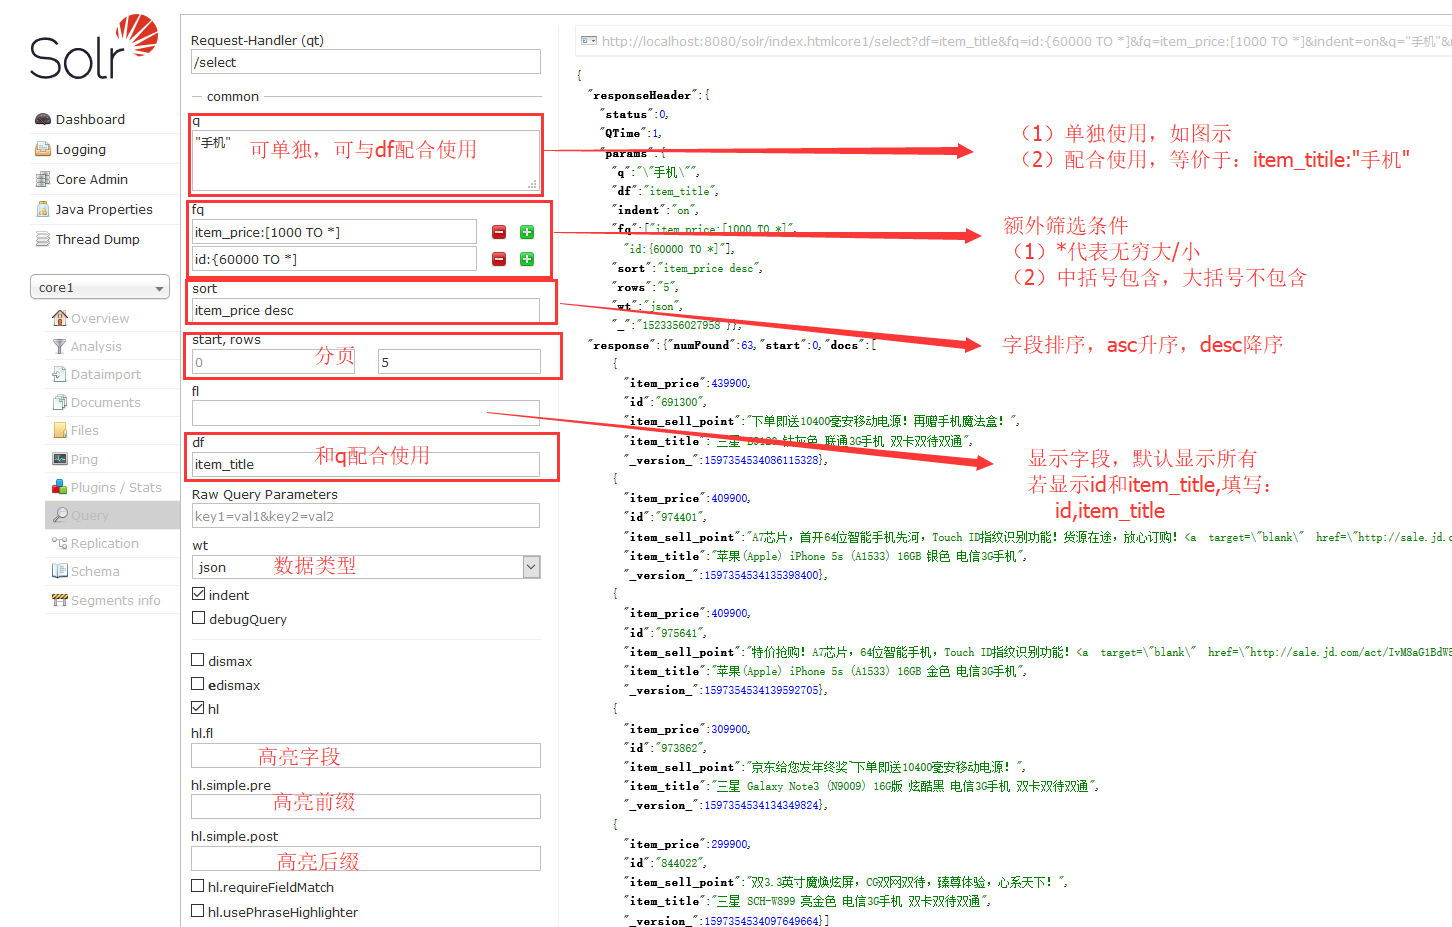 Solr
Dashboard
Logging
Core Admin
Java Properties
Thread Dump
core1
Overview
Analysis
Dataimport
Documents
Files
Ping
Plugins / Stats
Query
Replication
Schema
Segments info
Request-Handler (qt)
/select
common
q
"手机"
可单独，可与df配合使用
fq
item_price:[1000 TO *]
id:{60000 TO *]
sort
item_price desc
start, rows
0
分页
5
fl
df
item_title
和q配合使用
Raw Query Parameters
key1=val1&key2=val2
wt
json
数据类型
indent
debugQuery
dismax
edismax
hl
hl.fl
高亮字段
hl.simple.pre
高亮前缀
hl.simple.post
高亮后缀
hl.requireFieldMatch
hl.usePhraseHighlighter
http://localhost:8080/solr/index.htmlcore1/select?df=item_title&fq=id:{60000 TO *]&fq=item_price:[1000 TO *]&indent=on&q="手机"&
{
"responseHeader":{
"status":0,
"QTime":1,
"params":{
"q":"\"手机\"",
"df":"item_title",
"indent":"on",
"fq":["item_price:[1000 TO *]",
"id:{60000 TO *]"],
"sort":"item_price desc",
"rows":"5",
"wt":"json",
"_":"1523356027958"}},
"response":{"numFound":63,"start":0,"docs":[
{
"item_price":439900,
"id":"691300",
"item_sell_point":"下单即送10400毫安移动电源！再赠手机魔法盒！",
"item_title":"三星 钛灰色 联通3G手机 双卡双待双通",
"_version_":1597354534086115328},
{
"item_price":409900,
"id":"974401",
"item_sell_point":"A7芯片，首开64位智能手机先河，Touch ID指纹识别功能！货源在途，放心订购！<a target=\"blank\" href=\"http://sale.jd.c
"item_title":"苹果(Apple) iPhone 5s (A1533) 16GB 银色 电信3G手机",
"_version_":1597354534135398400},
{
"item_price":409900,
"id":"975641",
"item_sell_point":"特价抢购！A7芯片，64位智能手机，Touch ID指纹识别功能！<a target=\"blank\" href=\"http://sale.jd.com/act/IvM8aG1BdW5
"item_title":"苹果(Apple) iPhone 5s (A1533) 16GB 金色 电信3G手机",
"_version_":1597354534139592705},
{
"item_price":309900,
"id":"973862",
"item_sell_point":"京东给您发年终奖~下单即送10400毫安移动电源！",
"item_title":"三星 Galaxy Note3 (N9009) 16G版 炫酷黑 电信3G手机 双卡双待双通",
"_version_":1597354534134349824},
{
"item_price":299900,
"id":"844022",
"item_sell_point":"双3.3英寸魔焕炫屏，CG双网双待，臻尊体验，心系天下！",
"item_title":"三星 SCH-W899 亮金色 电信3G手机 双卡双待双通",
"_version_":1597354534097649664}]
（1）单独使用，如图示
（2）配合使用，等价于：item_titile:"手机"
额外筛选条件
（1）*代表无穷大/小
（2）中括号包含，大括号不包含
字段排序，asc升序，desc降序
显示字段，默认显示所有
若显示id和item_title,填写：
id,item_title